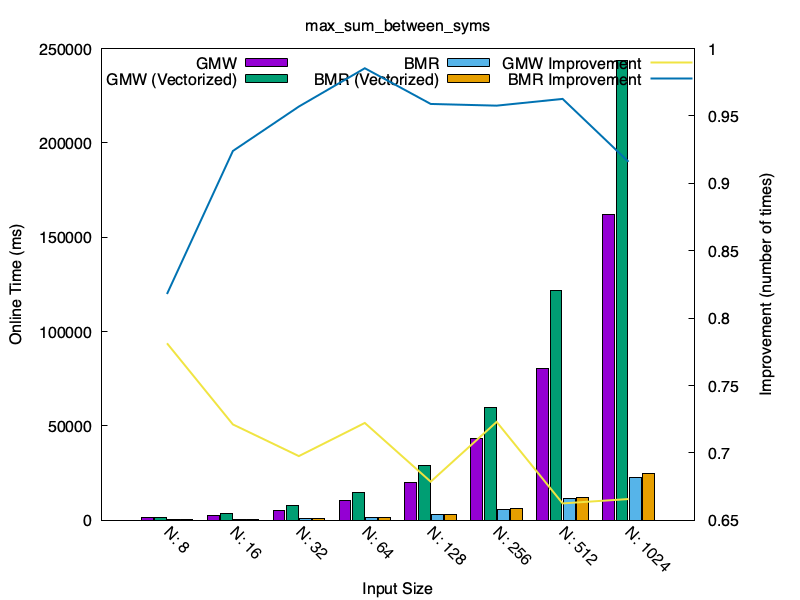 max_sum_between_syms
GMW
GMW (Vectorized)
BMR
BMR (Vectorized)
GMW Improvement
BMR Improvement
Online Time (ms)
250000
200000
150000
100000
50000
0
1
0.95
0.9
0.85
0.8
0.75
0.7
0.65
Improvement (number of times)
N: 8
N: 16
N: 32
N: 64
N: 128
N: 256
N: 512
N: 1024
Input Size